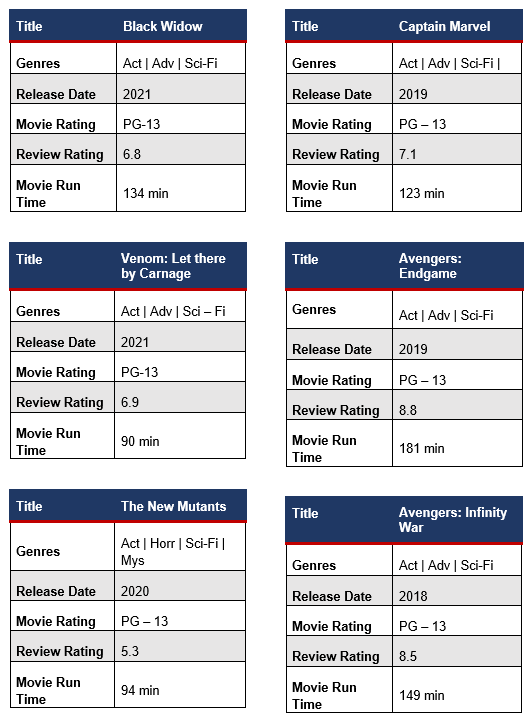 Title Black Widow
Genres Act | Adv | Sci-Fi
Release Date 2021
Movie Rating PG-13
Review Rating 6.8
Movie Run
Time 134 min
Title Captain Marvel
Genres Act | Adv | Sci-Fi |
Release Date 2019
Movie Rating PG – 13
Review Rating 7.1
Movie Run
Time 123 min
Title Venom: Let there
by Carnage
Genres Act | Adv | Sci – Fi
Release Date 2021
Movie Rating PG-13
Review Rating 6.9
Movie Run
Time 90 min
Title Avengers:
Endgame
Genres Act | Adv | Sci-Fi
Release Date 2019
Movie Rating PG – 13
Review Rating 8.8
Movie Run
Time 181 min
Title The New Mutants
Genres Act | Horr | Sci-Fi |
Mys
Release Date 2020
Movie Rating PG – 13
Review Rating 5.3
Movie Run
Time 94 min
Title Avengers: Infinity
War
Genres Act | Adv | Sci-Fi
Release Date 2018
Movie Rating PG – 13
Review Rating 8.5
Movie Run
Time 149 min